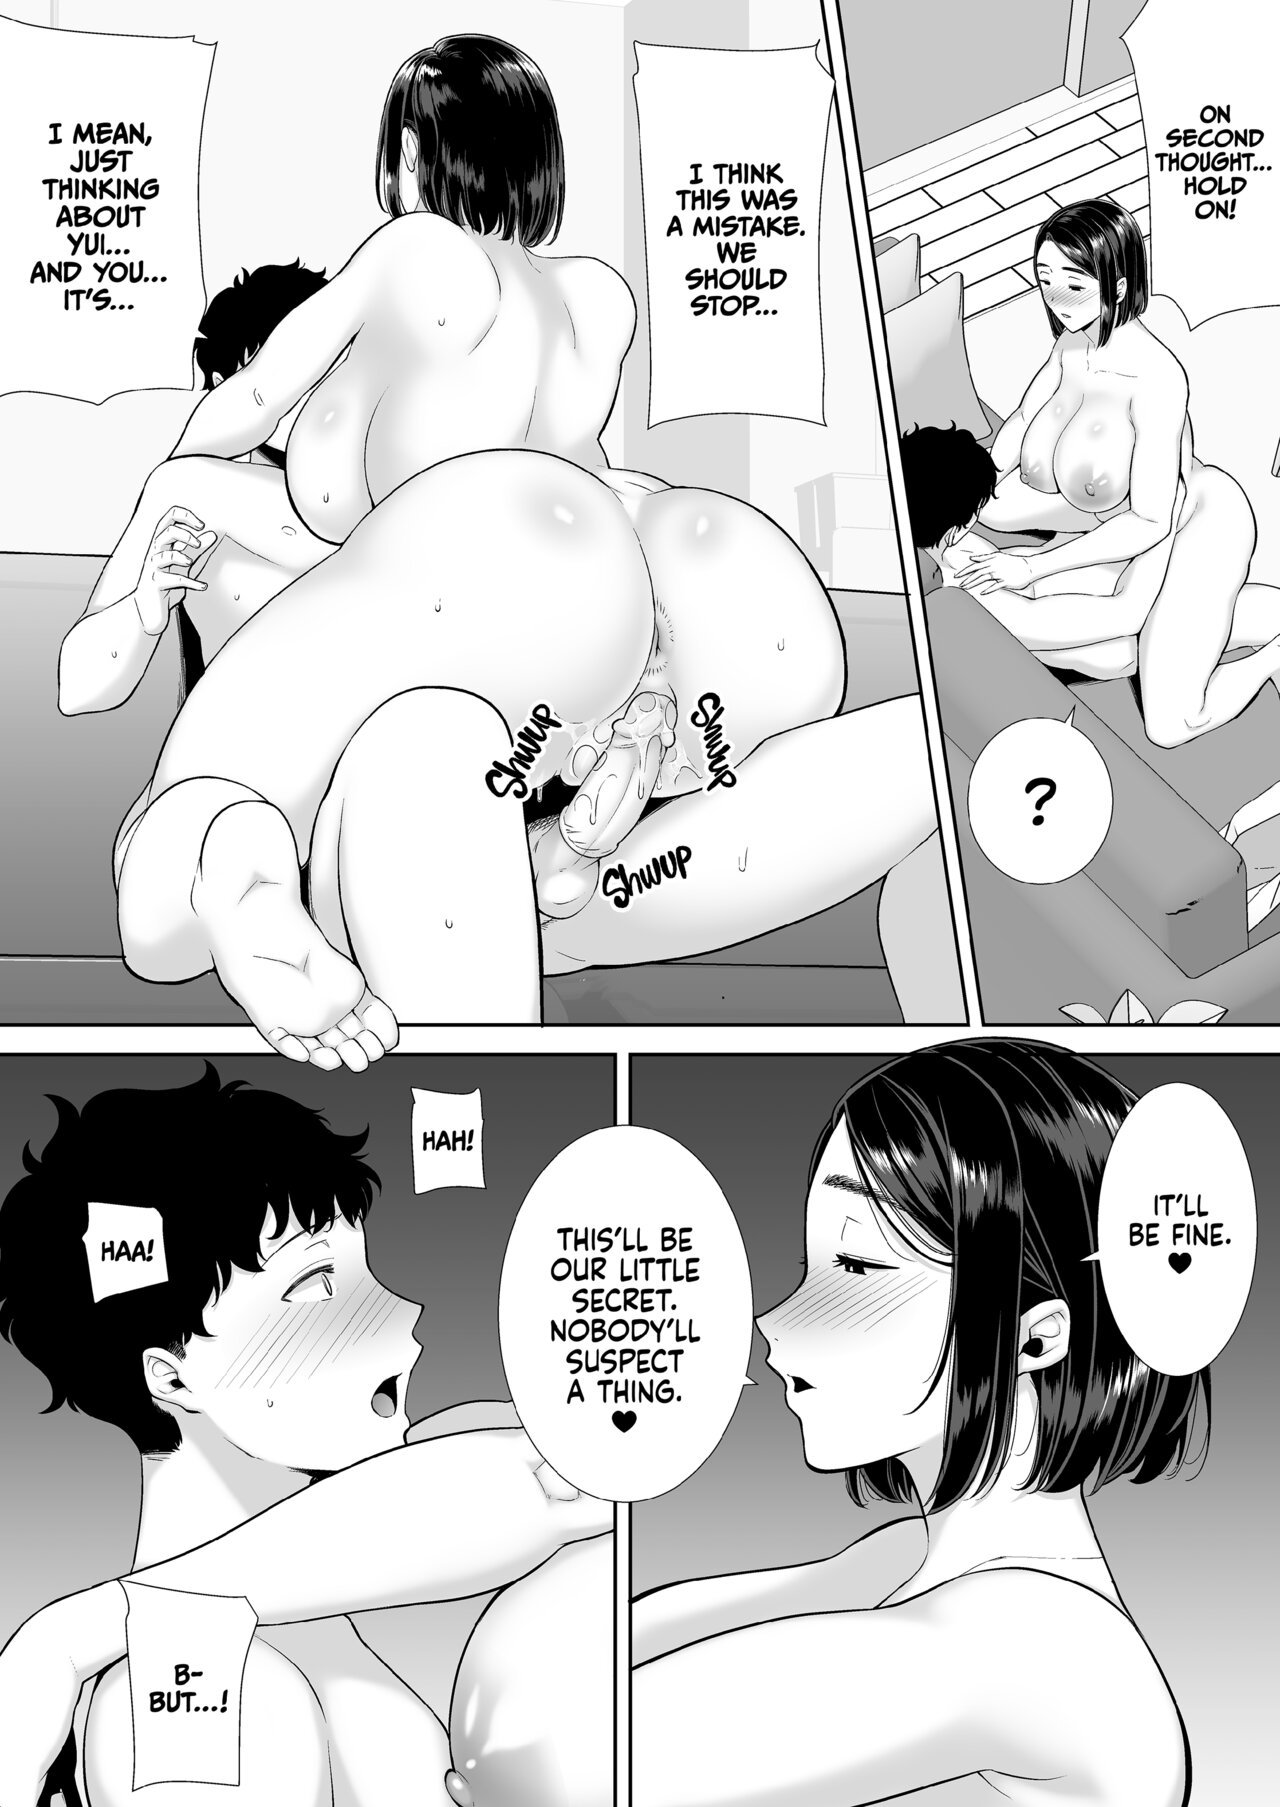 ON
SECOND
THOUGHT...
HOLD
ON!
?
I THINK
THIS WAS
A MISTAKE.
WE
SHOULD
STOP...
I MEAN,
JUST
THINKING
ABOUT
YUI...
AND YOU...
IT'S...
SHWUP
SHWUP
SHWUP
IT'LL
BE FINE.
♥
THIS'LL BE
OUR LITTLE
SECRET.
NOBODY'LL
SUSPECT
A THING.
♥
HAH!
HAA!
B-
BUT...!